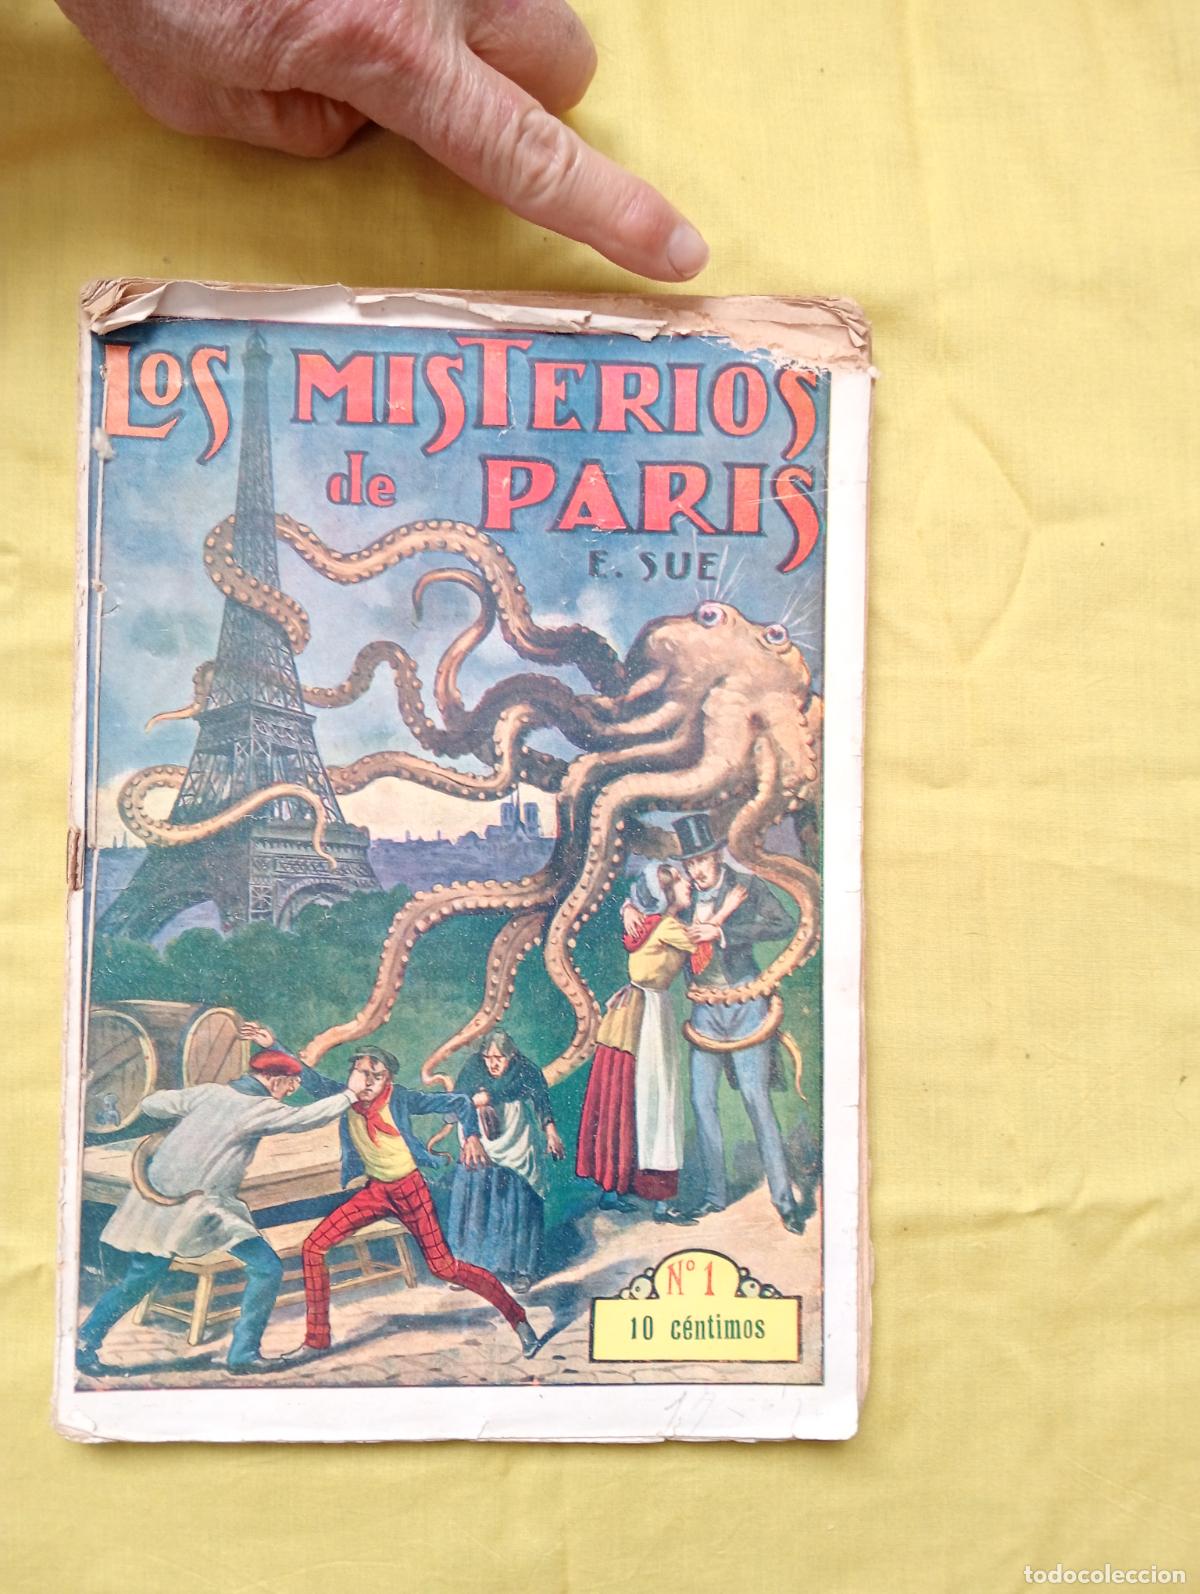 LOS MISTERIOS
de PARIS
E. SUE
Nº 1
10 céntimos
todocoleccion